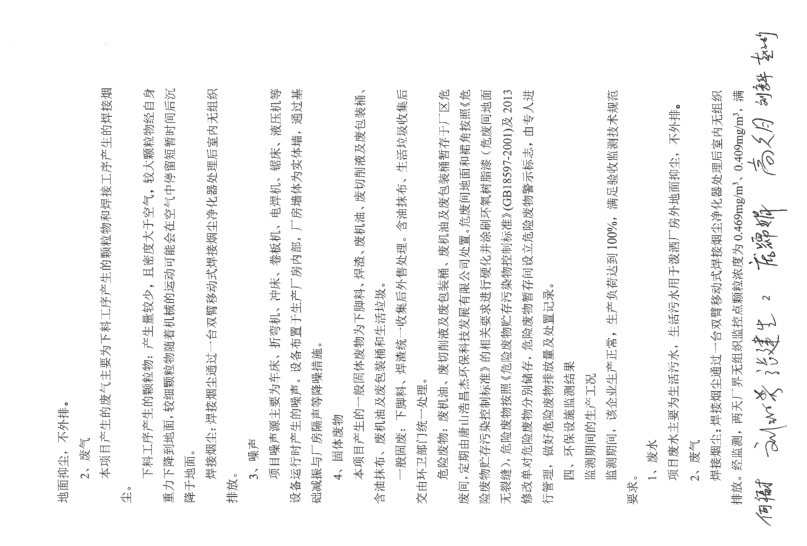 地面抑尘，不外排。
2、废气
本项目产生的废气主要为下料工序产生的颗粒物和焊接工序产生的焊接烟
尘。
下料工序产生的颗粒物：产生量较少，且密度大于空气，较大颗粒物经自身
重力下降到地面，较细颗粒物随着机械的运动可能会在空气中停留短暂时间后沉
降于地面。
焊接烟尘：焊接烟尘通过一台双臂移动式焊接烟尘净化器处理后室内无组织
排放。
3、噪声
项目噪声源主要为车床、折弯机、冲床、卷板机、电焊机、锯床、液压机等
设备运行时产生的噪声。设备布置于生产厂房内部，厂房墙体为实体墙，通过基
础减振与厂房隔声等降噪措施。
4、固体废物
本项目产生的一般固体废物为下脚料、焊渣、废机油、废切削液及废包装桶、
含油抹布、废机油及废包装桶和生活垃圾。
一般固废：下脚料、焊渣统一收集后外售处理。含油抹布、生活垃圾收集后
交由环卫部门统一处理。
危险废物：废机油、废切削液及废包装桶、废机油及废包装桶暂存于厂区危
废间，定期由唐山浩昌杰环保科技发展有限公司处置。危废间地面和裙角按照《危
险废物贮存污染控制标准》的相关要求进行硬化并涂刷环氧树脂漆（危废间地面
无裂缝），危险废物按照《危险废物贮存污染物控制标准》(GB18597-2001)及 2013
修改单对危险废物分别储存，危险废物暂存间设立危险废物警示标志，由专人进
行管理，做好危险废物排放量及处置记录。
四、环保设施监测结果
监测期间的生产工况
监测期间，该企业生产正常，生产负荷达到 100%，满足验收监测技术规范
要求。
1、废水
项目废水主要为生活污水，生活污水用于泼洒厂房外地面抑尘，不外排。
2、废气
焊接烟尘：焊接烟尘通过一台双臂移动式焊接烟尘净化器处理后室内无组织
排放。经监测，两天厂界无组织监控点颗粒浓度为 0.469mg/m³、0.409mg/m³，满
2
何树